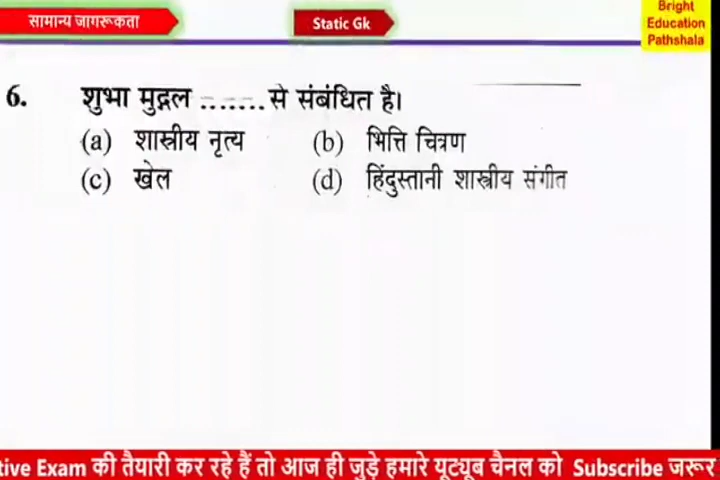 सामान्य जागरूकता
Static Gk
Bright
Education
Pathshala
6. शुभा मुद्गल ....... से संबंधित है।
(a) शास्त्रीय नृत्य (b) भित्ति चित्रण
(c) खेल (d) हिंदुस्तानी शास्त्रीय संगीत
tive Exam की तैयारी कर रहे हैं तो आज ही जुड़े हमारे यूट्यूब चैनल को Subscribe जरूर